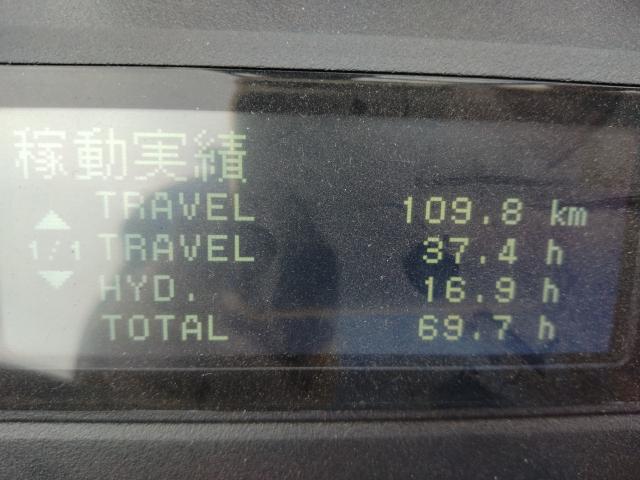 稼動実績
TRAVEL 109.8 km
1/1 TRAVEL 37.4 h
HYD. 16.9 h
TOTAL 69.7 h